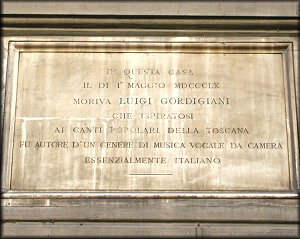 IN QUESTA CASA
IL DI 1° MAGGIO MDCCCLX
MORIVA LUIGI GORDIGIANI
CHE ISPIRATOSI
AI CANTI POPOLARI DELLA TOSCANA
FU AUTORE D'UN GENERE DI MUSICA VOCALE DA CAMERA
ESSENZIALMENTE ITALIANO